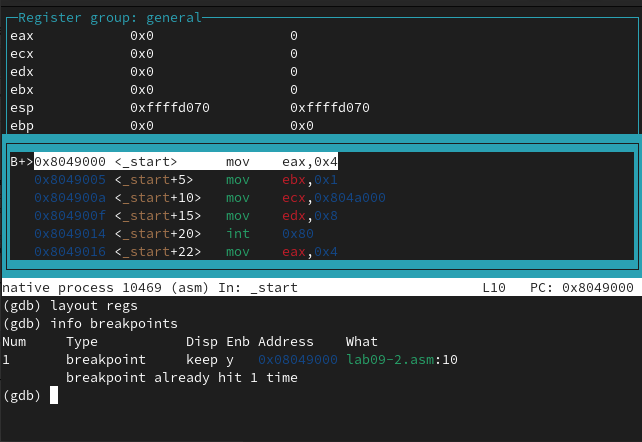 Register group: general
eax 0x0 0
ecx 0x0 0
edx 0x0 0
ebx 0x0 0
esp 0xffffd070 0xffffd070
ebp 0x0 0x0
B+>0x8049000 <_start> mov eax,0x4
0x8049005 <_start+5> mov ebx,0x1
0x804900a <_start+10> mov ecx,0x804a000
0x804900f <_start+15> mov edx,0x8
0x8049014 <_start+20> int 0x80
0x8049016 <_start+22> mov eax,0x4
native process 10469 (asm) In: _start L10 PC: 0x8049000
(gdb) layout regs
(gdb) info breakpoints
Num Type Disp Enb Address What
1 breakpoint keep y 0x08049000 lab09-2.asm:10
breakpoint already hit 1 time
(gdb)